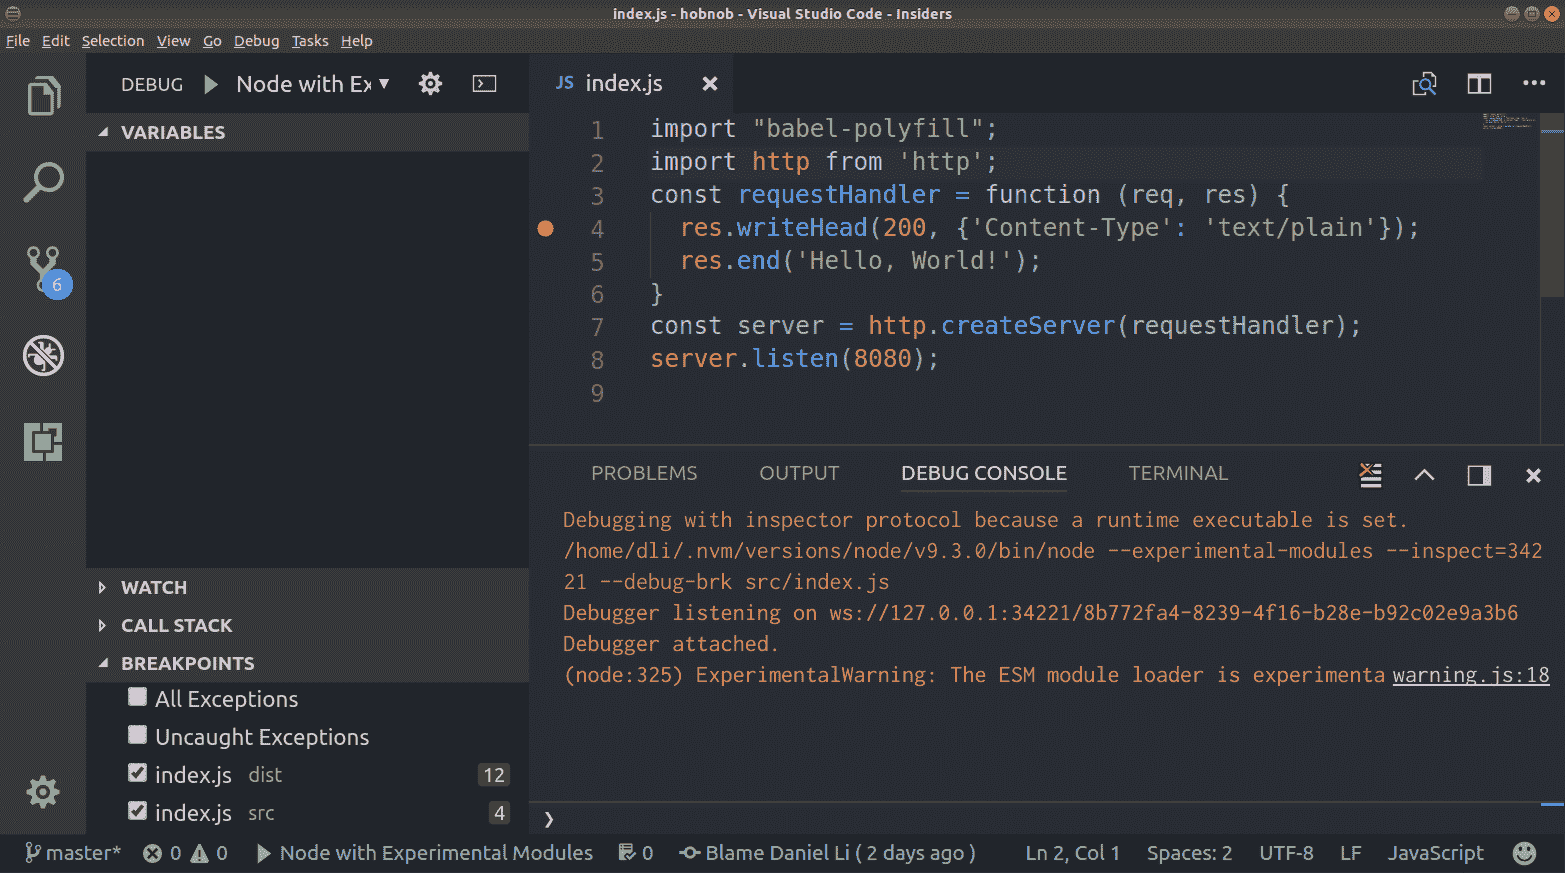 index.js - hobnob - Visual Studio Code - Insiders
File Edit Selection View Go Debug Tasks Help
DEBUG Node with Ex
VARIABLES
6
WATCH
CALL STACK
BREAKPOINTS
All Exceptions
Uncaught Exceptions
index.js dist 12
index.js src 4
JS index.js
1 import "babel-polyfill";
2 import http from 'http';
3 const requestHandler = function (req, res) {
4 res.writeHead(200, {'Content-Type': 'text/plain'});
5 res.end('Hello, World!');
6 }
7 const server = http.createServer(requestHandler);
8 server.listen(8080);
9
PROBLEMS OUTPUT DEBUG CONSOLE TERMINAL
Debugging with inspector protocol because a runtime executable is set.
/home/dli/.nvm/versions/node/v9.3.0/bin/node --experimental-modules --inspect=342
21 --debug-brk src/index.js
Debugger listening on ws://127.0.0.1:34221/8b772fa4-8239-4f16-b28e-b92c02e9a3b6
Debugger attached.
(node:325) ExperimentalWarning: The ESM module loader is experimenta warning.js:18
❯
master* 0 0 Node with Experimental Modules 0 Blame Daniel Li ( 2 days ago ) Ln 2, Col 1 Spaces: 2 UTF-8 LF JavaScript